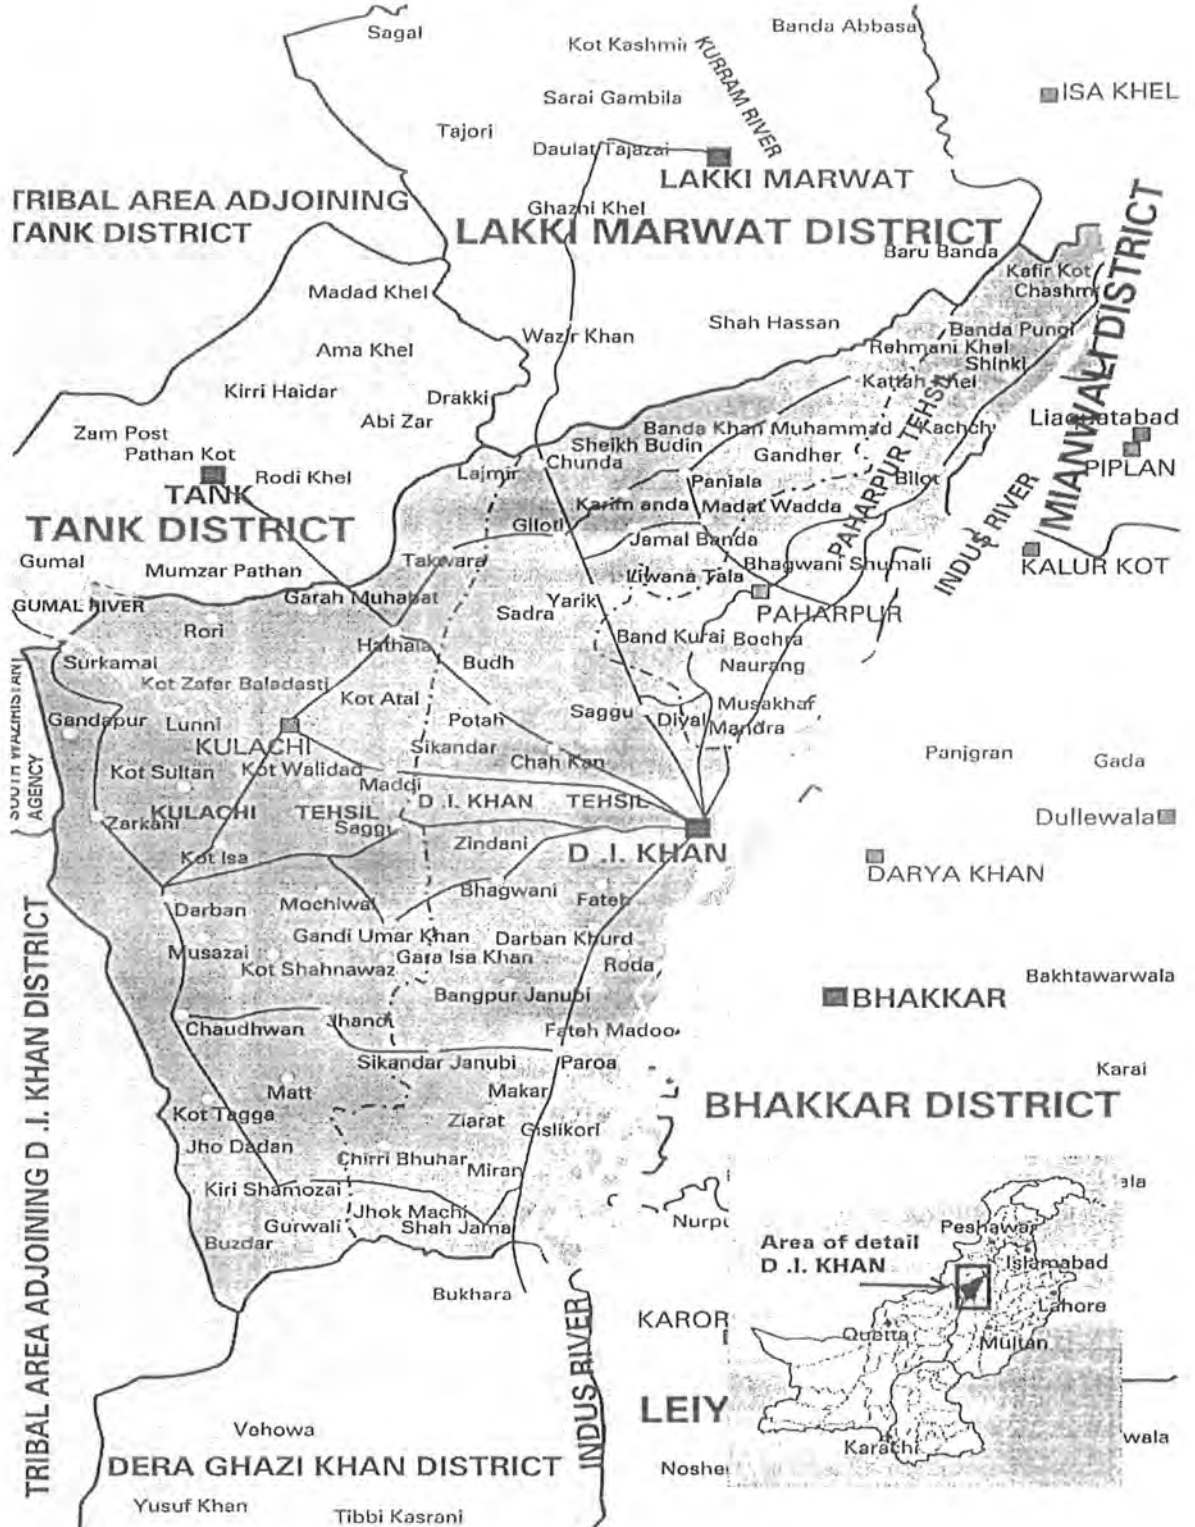 Sagal
Banda Abbasa
Kot Kashmir
KURRAM RIVER
ISA KHEL
Sarai Gambila
Tajori
Daulat Tajazai
LAKKI MARWAT
TRIBAL AREA ADJOINING
TANK DISTRICT
Ghazni Khel
LAKKI MARWAT DISTRICT
MIANWALI DISTRICT
Baru Banda
Kafir Kot
Chashm
Madad Khel
Shah Hassan
Wazir Khan
Banda Pungi
Rehmani Khel
Shinki
Ama Khel
Kattah Khel
Kirri Haidar
Drakki
Abi Zar
Liaquatabad
Banda Khan Muhammad
Kachch
Zam Post
Sheikh Budin
Pathan Kot
Chunda
Gandher
PIPLAN
Rodi Khel
Lajmir
Paniala
Bilot
TANK
Karim anda
Madat Wadda
PAHARPUR TEHSIL
TANK DISTRICT
Giloti
Jamal Banda
INDUS RIVER
Gumal
Takwara
Bhagwani Shumali
KALUR KOT
Mumzar Pathan
Liwana Tala
Garah Muhabat
Yarik
GUMAL RIVER
Sadra
PAHARPUR
Rori
Hathala
Band Kurai
Bochra
Surkamal
Budh
Naurang
Kot Zafar Baladasti
SOUTH WAZIRISTAN
AGENCY
Kot Atal
Musakhar
Gandapur
Lunni
Potah
Saggu
Diyal
Mandra
KULACHI
Sikandar
Panjgran
Gada
Kot Sultan
Kot Walidad
Chah Kan
Maddi
KULACHI TEHSIL
D .I. KHAN TEHSIL
Zarkani
Saggu
Dullewala
Zindani
D .I. KHAN
Kot Isa
DARYA KHAN
Bhagwani
Darban
Mochiwal
Fateh
Gandi Umar Khan
Darban Khurd
Musazai
Gara Isa Khan
Kot Shahnawaz
Roda
Bakhtawarwala
Bangpur Janubi
BHAKKAR
Chaudhwan
Jhandi
Fateh Madoo
Sikandar Janubi
Paroa
Karai
Matt
Makar
BHAKKAR DISTRICT
Kot Tagga
Ziarat
Gislikori
Jho Dadan
Chirri Bhuhar
Miran
Kiri Shamozai
Jhok Machi
Gurwali
Shah Jama
Buzdar
Nurpu
ala
Peshawar
Area of detail
D .I. KHAN
Islamabad
Bukhara
Lahore
KAROR
Quetta
Multan
INDUS RIVER
LEIY
TRIBAL AREA ADJOINING D .I. KHAN DISTRICT
Vohowa
Karachi
wala
DERA GHAZI KHAN DISTRICT
Noshe
Yusuf Khan
Tibbi Kasrani